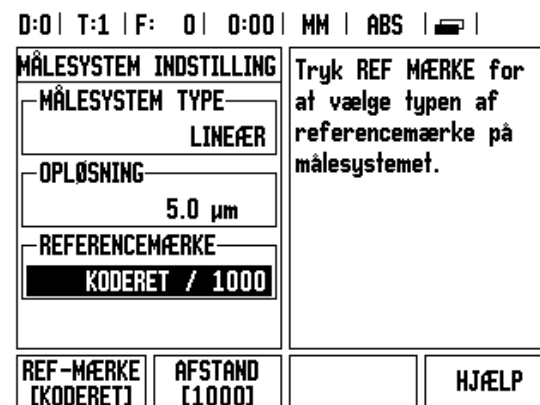 D:0 | T:1 | F: 0 | 0:00 | MM | ABS
MÅLESYSTEM INDSTILLING
MÅLESYSTEM TYPE
LINEÆR
OPLØSNING
5.0 µm
REFERENCEMÆRKE
KODERET / 1000
Tryk REF MÆRKE for
at vælge typen af
referencemærke på
målesystemet.
REF-MÆRKE
[KODERET]
AFSTAND
[1000]
HJÆLP